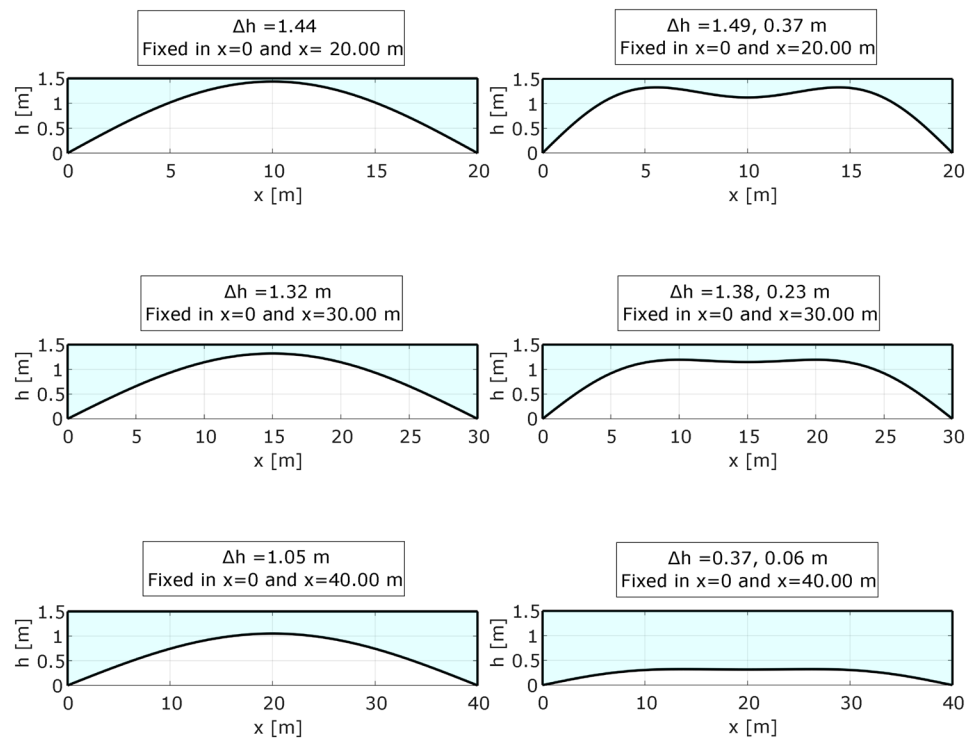 Δh =1.44
Fixed in x=0 and x= 20.00 m
h [m]
1.5
1
0.5
0
0 5 10 15 20
x [m]
Δh =1.49, 0.37 m
Fixed in x=0 and x=20.00 m
h [m]
1.5
1
0.5
0
0 5 10 15 20
x [m]
Δh =1.32 m
Fixed in x=0 and x=30.00 m
h [m]
1.5
1
0.5
0
0 5 10 15 20 25 30
x [m]
Δh =1.38, 0.23 m
Fixed in x=0 and x=30.00 m
h [m]
1.5
1
0.5
0
0 5 10 15 20 25 30
x [m]
Δh =1.05 m
Fixed in x=0 and x=40.00 m
h [m]
1.5
1
0.5
0
0 10 20 30 40
x [m]
Δh =0.37, 0.06 m
Fixed in x=0 and x=40.00 m
h [m]
1.5
1
0.5
0
0 10 20 30 40
x [m]